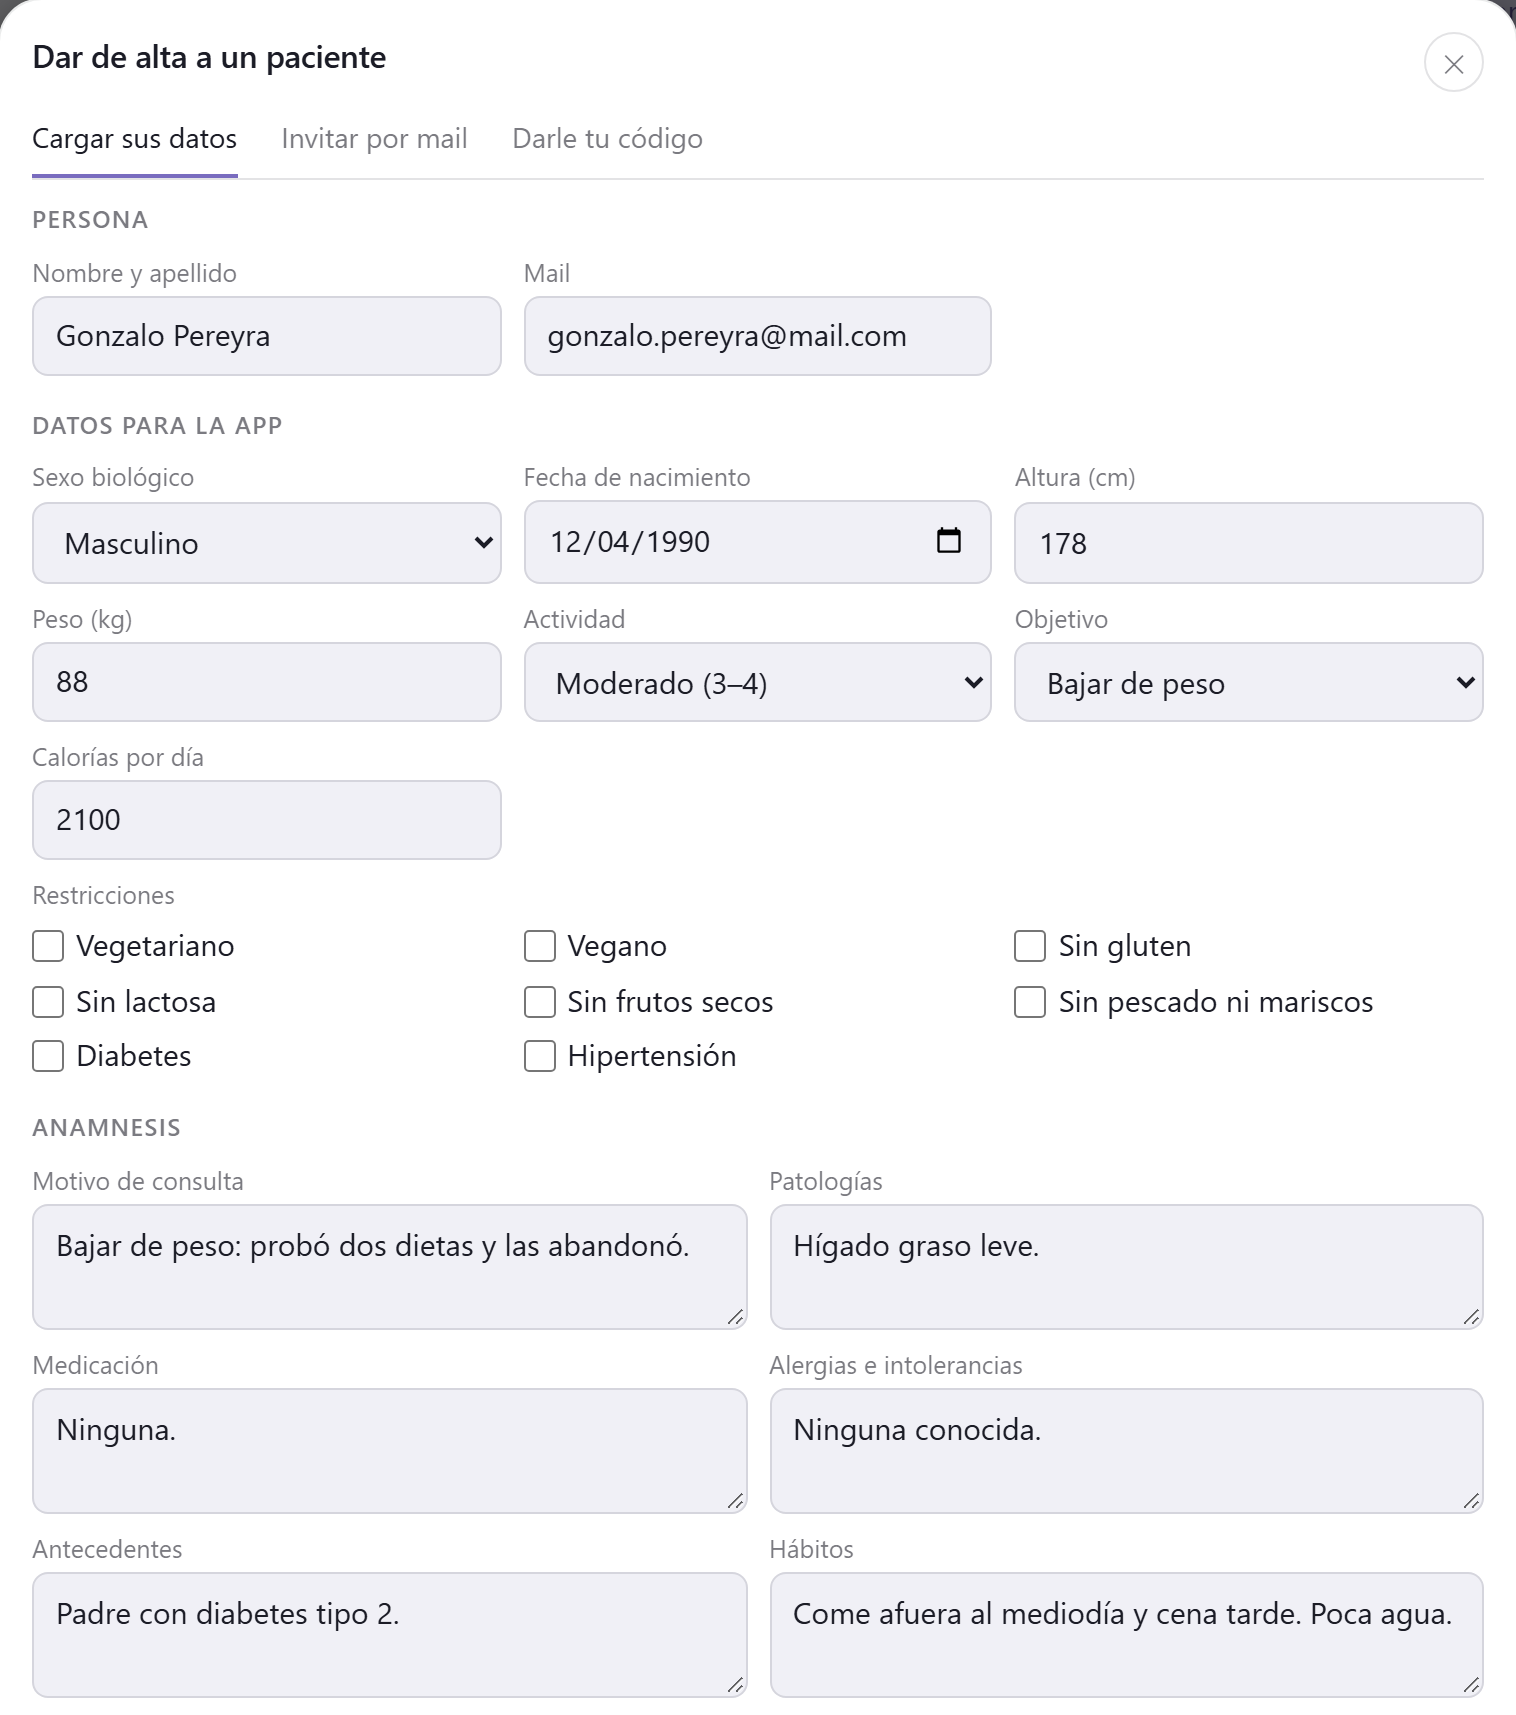 Dar de alta a un paciente
Cargar sus datos Invitar por mail Darle tu código
PERSONA
Nombre y apellido Mail
Gonzalo Pereyra gonzalo.pereyra@mail.com
DATOS PARA LA APP
Sexo biológico Fecha de nacimiento Altura (cm)
Masculino 12/04/1990 178
Peso (kg) Actividad Objetivo
88 Moderado (3–4) Bajar de peso
Calorías por día
2100
Restricciones
Vegetariano Vegano Sin gluten
Sin lactosa Sin frutos secos Sin pescado ni mariscos
Diabetes Hipertensión
ANAMNESIS
Motivo de consulta Patologías
Bajar de peso: probó dos dietas y las abandonó. Hígado graso leve.
Medicación Alergias e intolerancias
Ninguna. Ninguna conocida.
Antecedentes Hábitos
Padre con diabetes tipo 2. Come afuera al mediodía y cena tarde. Poca agua.